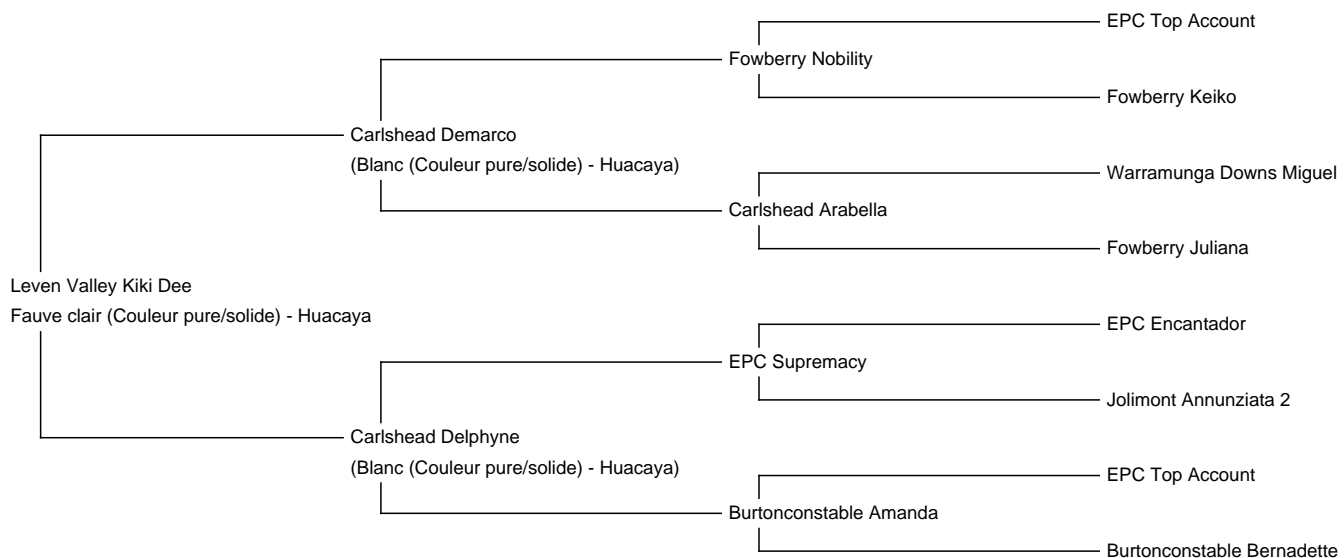 EPC Top Account
Fowberry Nobility
Fowberry Keiko
Carlshead Demarco
(Blanc (Couleur pure/solide) - Huacaya)
Warramunga Downs Miguel
Carlshead Arabella
Fowberry Juliana
Leven Valley Kiki Dee
Fauve clair (Couleur pure/solide) - Huacaya
EPC Encantador
EPC Supremacy
Jolimont Annunziata 2
Carlshead Delphyne
(Blanc (Couleur pure/solide) - Huacaya)
EPC Top Account
Burtonconstable Amanda
Burtonconstable Bernadette